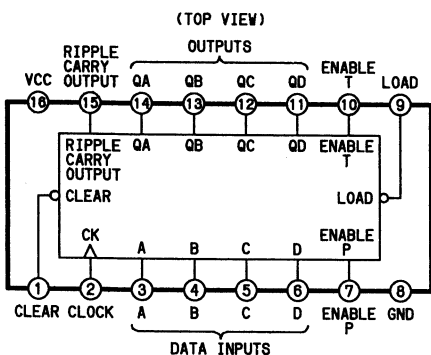 (TOP VIEW)
OUTPUTS
VCC RIPPLE CARRY OUTPUT QA QB QC QD ENABLE T LOAD
16 15 14 13 12 11 10 9
RIPPLE CARRY OUTPUT QA QB QC QD ENABLE T
CLEAR LOAD
CK A B C D ENABLE P
1 2 3 4 5 6 7 8
CLEAR CLOCK A B C D ENABLE P GND
DATA INPUTS